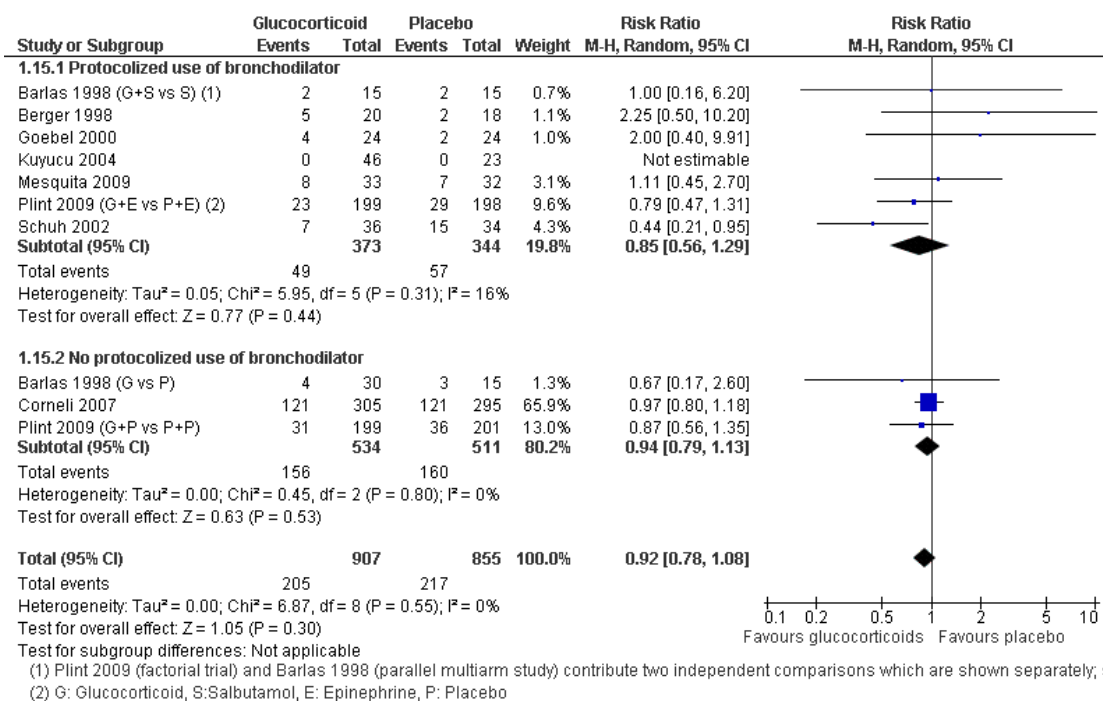 Glucocorticoid Placebo Risk Ratio Risk Ratio
Study or Subgroup Events Total Events Total Weight M-H, Random, 95% CI M-H, Random, 95% CI
1.15.1 Protocolized use of bronchodilator
Barlas 1998 (G+S vs S) (1) 2 15 2 15 0.7% 1.00 [0.16, 6.20]
Berger 1998 5 20 2 18 1.1% 2.25 [0.50, 10.20]
Goebel 2000 4 24 2 24 1.0% 2.00 [0.40, 9.91]
Kuyucu 2004 0 46 0 23 Not estimable
Mesquita 2009 8 33 7 32 3.1% 1.11 [0.45, 2.70]
Plint 2009 (G+E vs P+E) (2) 23 199 29 198 9.6% 0.79 [0.47, 1.31]
Schuh 2002 7 36 15 34 4.3% 0.44 [0.21, 0.95]
Subtotal (95% CI) 373 344 19.8% 0.85 [0.56, 1.29]
Total events 49 57
Heterogeneity: Tau² = 0.05; Chi² = 5.95, df = 5 (P = 0.31); I² = 16%
Test for overall effect: Z = 0.77 (P = 0.44)
1.15.2 No protocolized use of bronchodilator
Barlas 1998 (G vs P) 4 30 3 15 1.3% 0.67 [0.17, 2.60]
Corneli 2007 121 305 121 295 65.9% 0.97 [0.80, 1.18]
Plint 2009 (G+P vs P+P) 31 199 36 201 13.0% 0.87 [0.56, 1.35]
Subtotal (95% CI) 534 511 80.2% 0.94 [0.79, 1.13]
Total events 156 160
Heterogeneity: Tau² = 0.00; Chi² = 0.45, df = 2 (P = 0.80); I² = 0%
Test for overall effect: Z = 0.63 (P = 0.53)
Total (95% CI) 907 855 100.0% 0.92 [0.78, 1.08]
Total events 205 217
Heterogeneity: Tau² = 0.00; Chi² = 6.87, df = 8 (P = 0.55); I² = 0%
Test for overall effect: Z = 1.05 (P = 0.30)
Test for subgroup differences: Not applicable
0.1 0.2 0.5 1 2 5 10
Favours glucocorticoids Favours placebo
(1) Plint 2009 (factorial trial) and Barlas 1998 (parallel multiarm study) contribute two independent comparisons which are shown separately;
(2) G: Glucocorticoid, S:Salbutamol, E: Epinephrine, P: Placebo